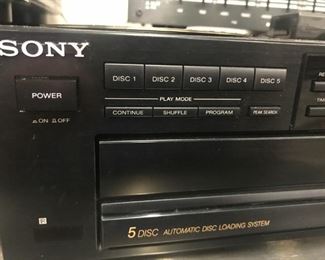 SONY
DISC 1 DISC 2 DISC 3 DISC 4 DISC 5
POWER
PLAY MODE
CONTINUE SHUFFLE PROGRAM PEAK SEARCH
ON OFF
5 DISC AUTOMATIC DISC LOADING SYSTEM